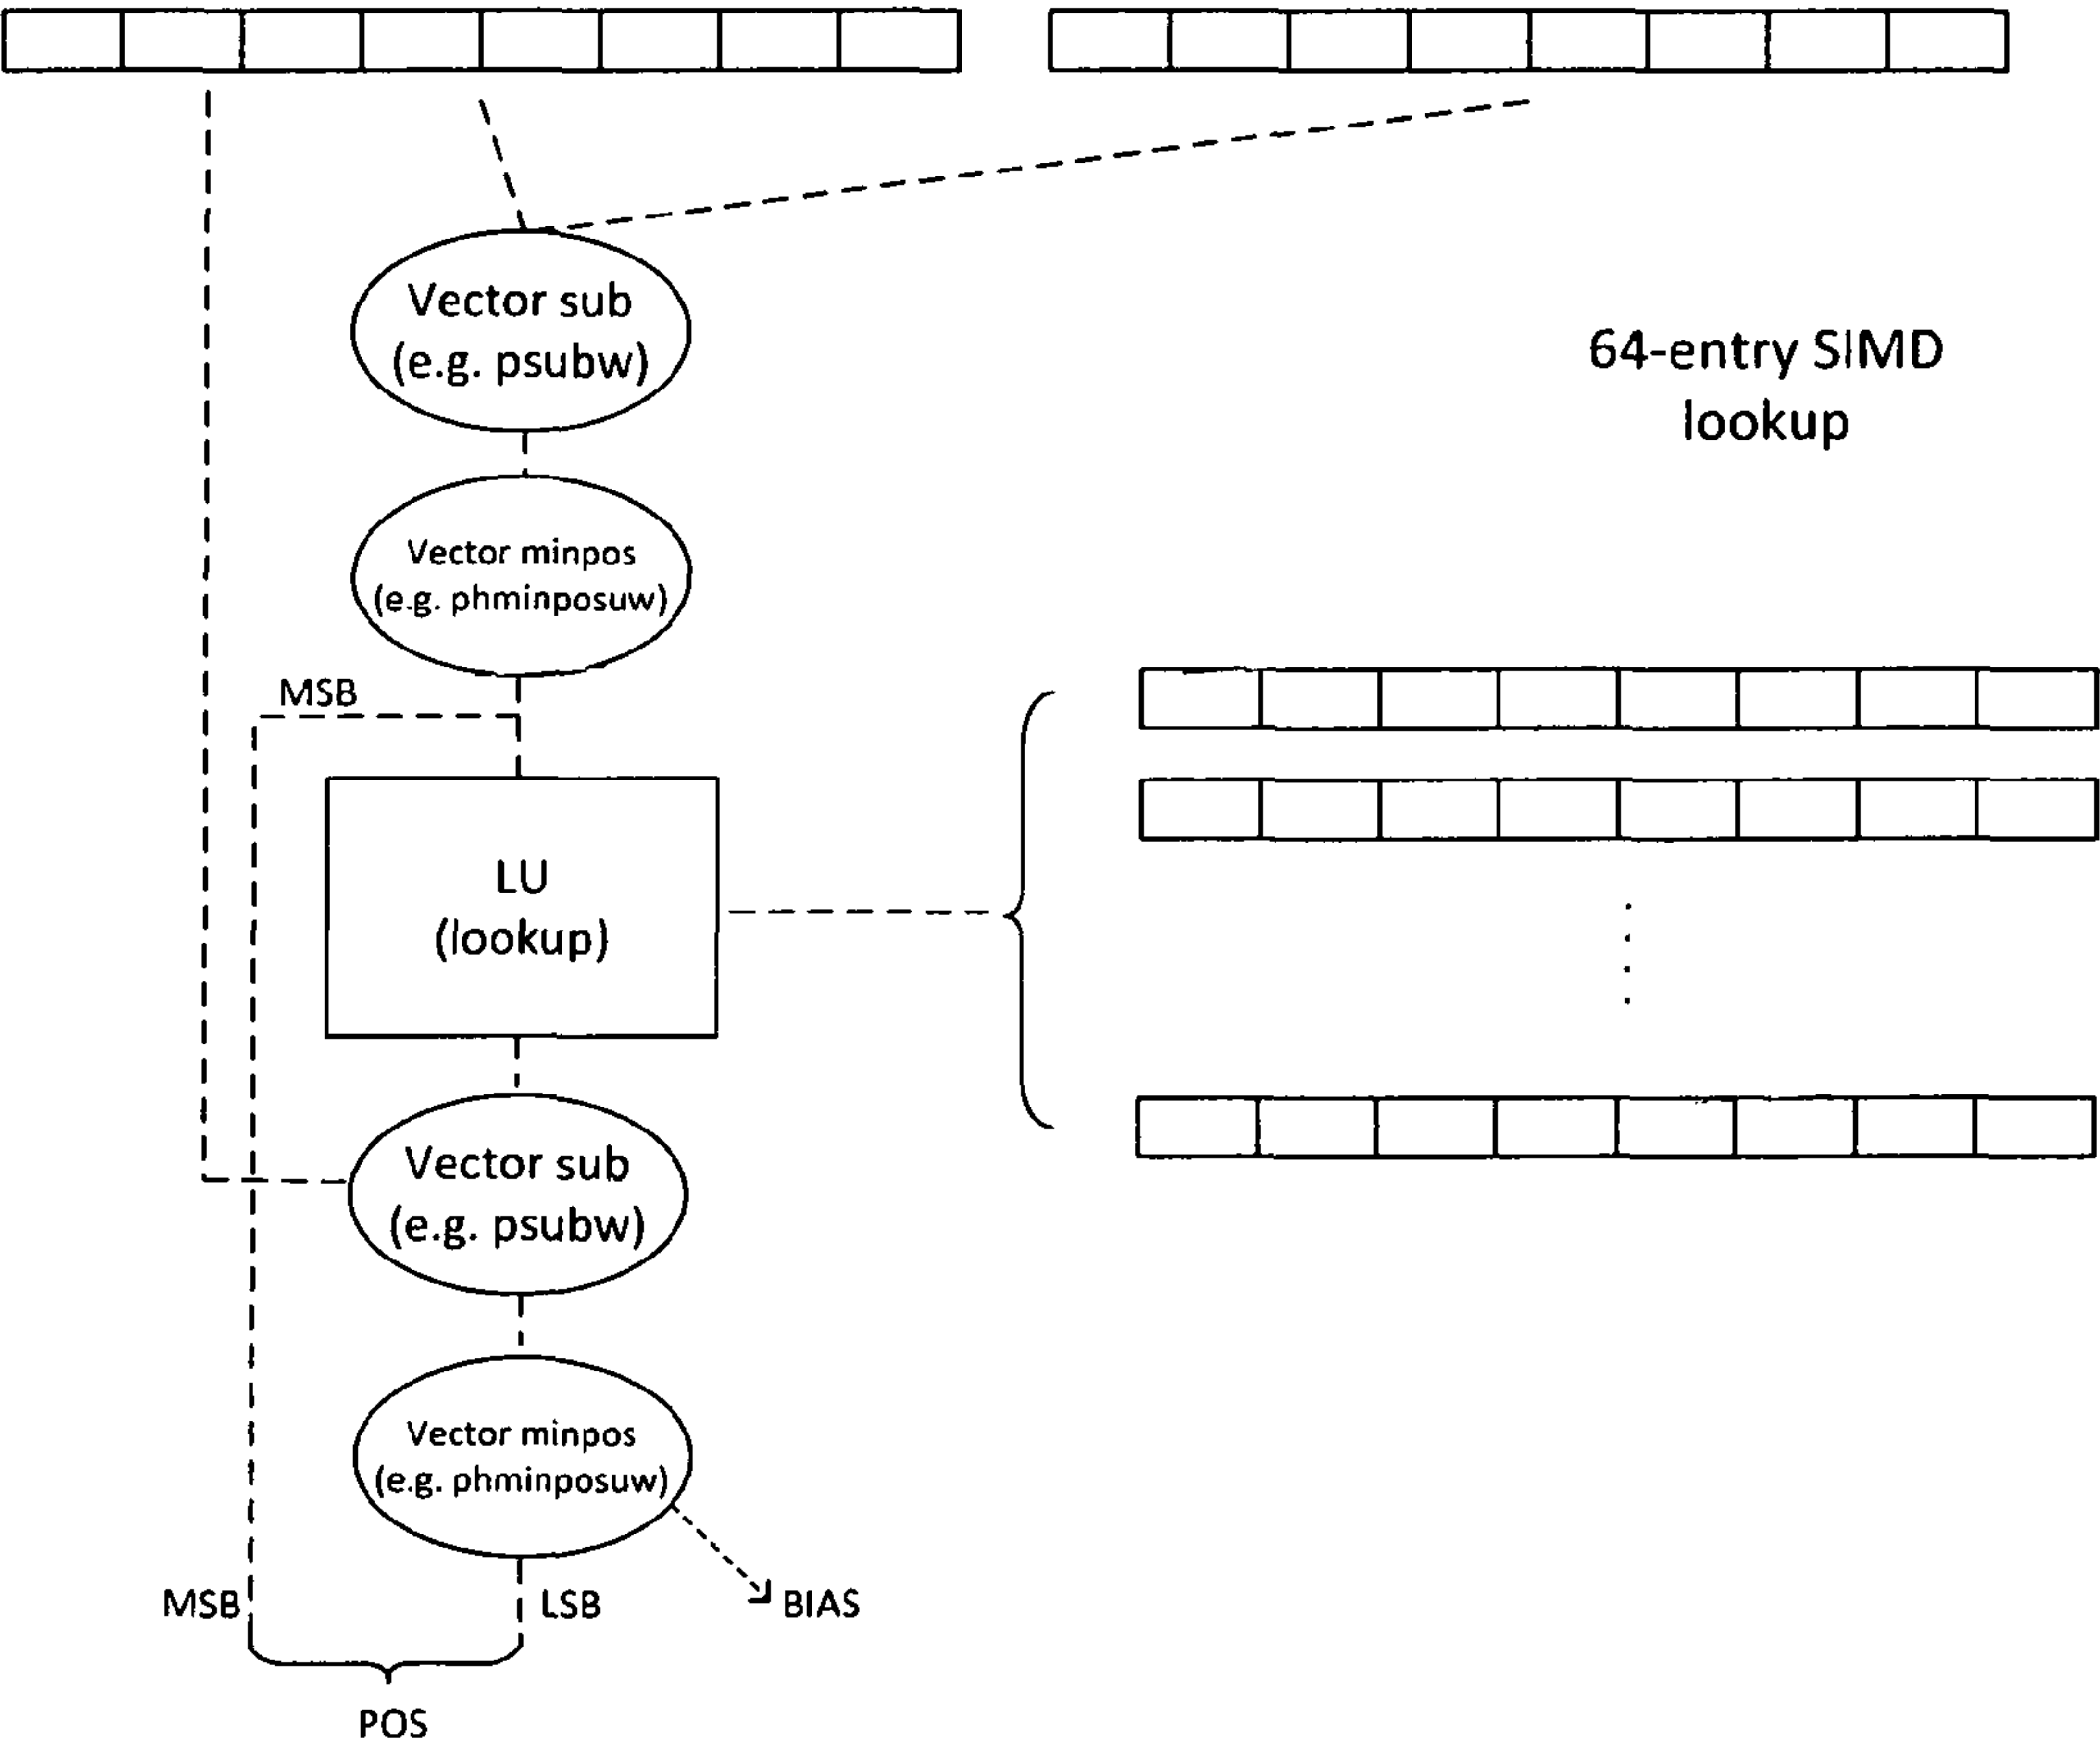 Vector sub
(e.g. psubw)
64-entry SIMD
lookup
Vector minpos
(e.g. phminposuw)
MSB
LU
(lookup)
Vector sub
(e.g. psubw)
Vector minpos
(e.g. phminposuw)
MSB
LSB
BIAS
POS